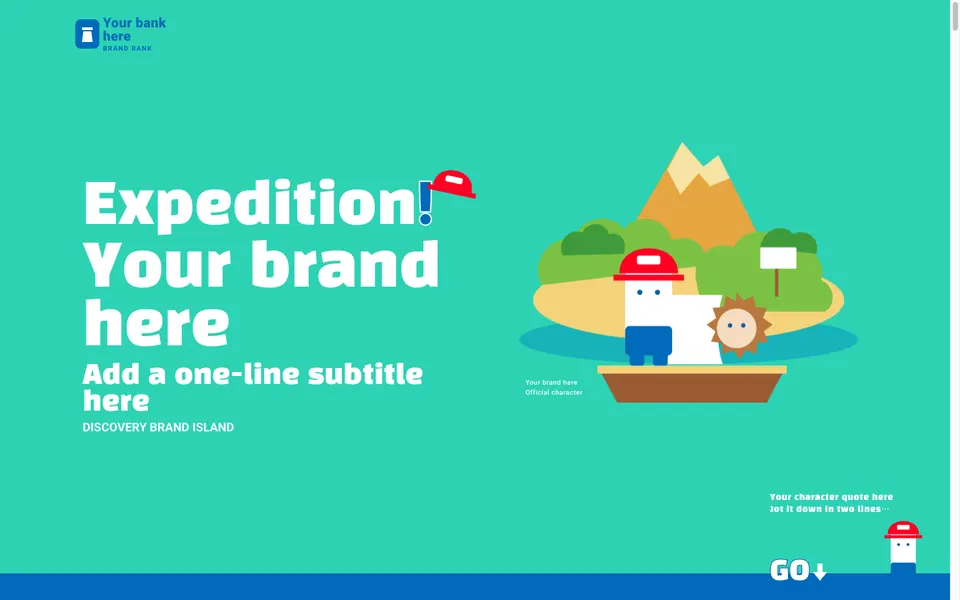 Your bank
here
BRAND BANK
Expedition!
Your brand
here
Add a one-line subtitle
here
DISCOVERY BRAND ISLAND
Your brand here
Official character
Your character quote here
Jot it down in two lines…
GO